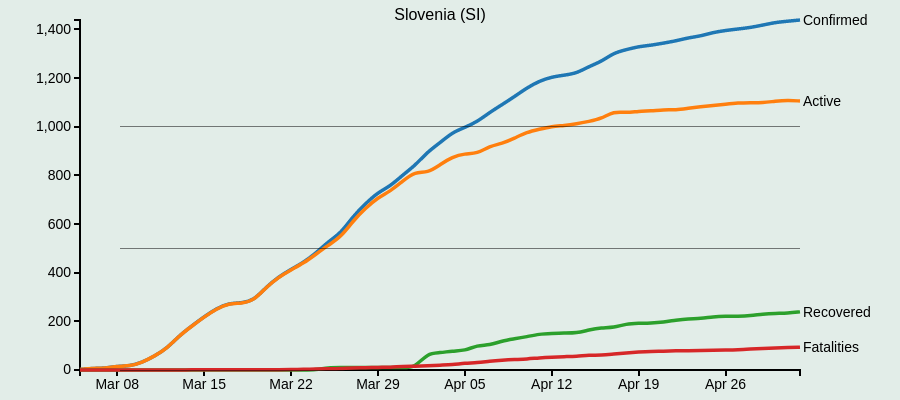 Slovenia (SI)
1,400
1,200
1,000
800
600
400
200
0
Mar 08 Mar 15 Mar 22 Mar 29 Apr 05 Apr 12 Apr 19 Apr 26
Confirmed
Active
Recovered
Fatalities